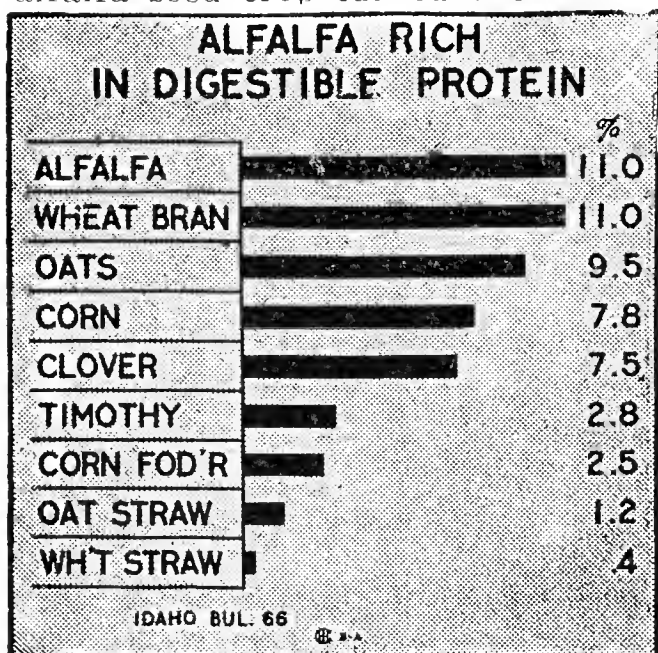 ALFALFA RICH
IN DIGESTIBLE PROTEIN
%
ALFALFA 11.0
WHEAT BRAN 11.0
OATS 9.5
CORN 7.8
CLOVER 7.5
TIMOTHY 2.8
CORN FOD'R 2.5
OAT STRAW 1.2
WH'T STRAW .4
IDAHO BUL. 66